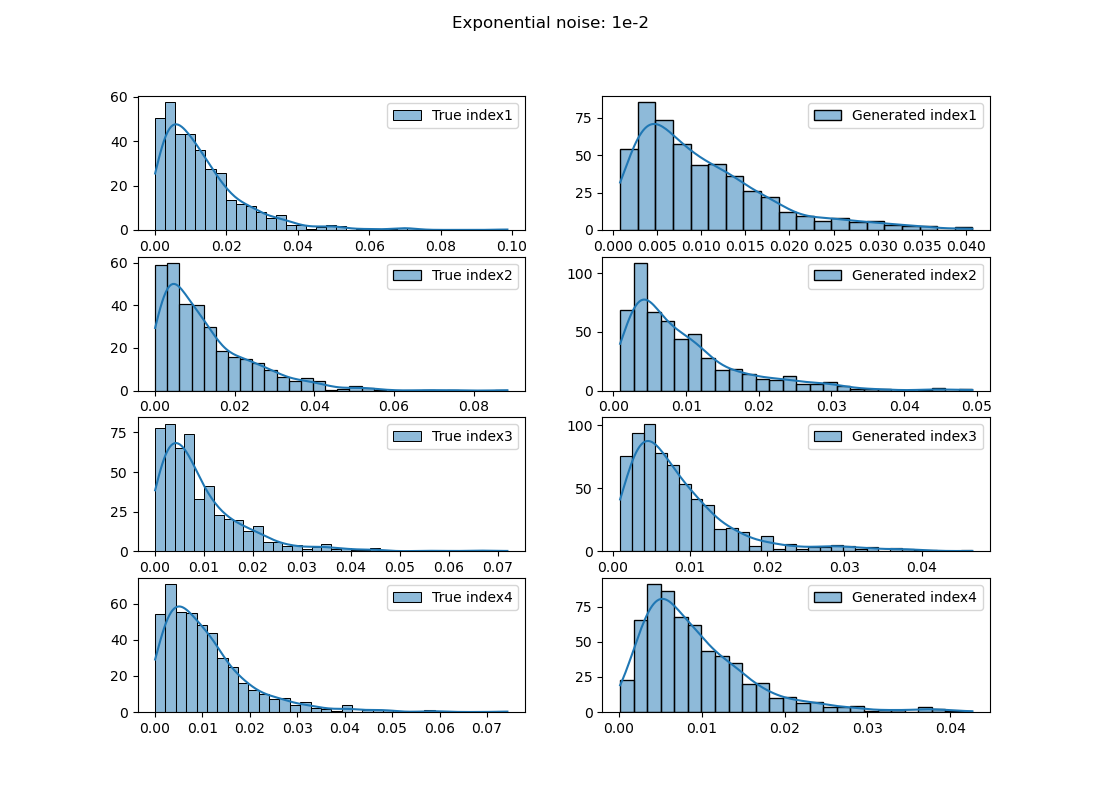 Exponential noise: 1e-2
60
40
20
0
True index1
0.00 0.02 0.04 0.06 0.08 0.10
75
50
25
0
Generated index1
0.000 0.005 0.010 0.015 0.020 0.025 0.030 0.035 0.040
60
40
20
0
True index2
0.00 0.02 0.04 0.06 0.08
100
50
0
Generated index2
0.00 0.01 0.02 0.03 0.04 0.05
75
50
25
0
True index3
0.00 0.01 0.02 0.03 0.04 0.05 0.06 0.07
100
50
0
Generated index3
0.00 0.01 0.02 0.03 0.04
60
40
20
0
True index4
0.00 0.01 0.02 0.03 0.04 0.05 0.06 0.07
75
50
25
0
Generated index4
0.00 0.01 0.02 0.03 0.04